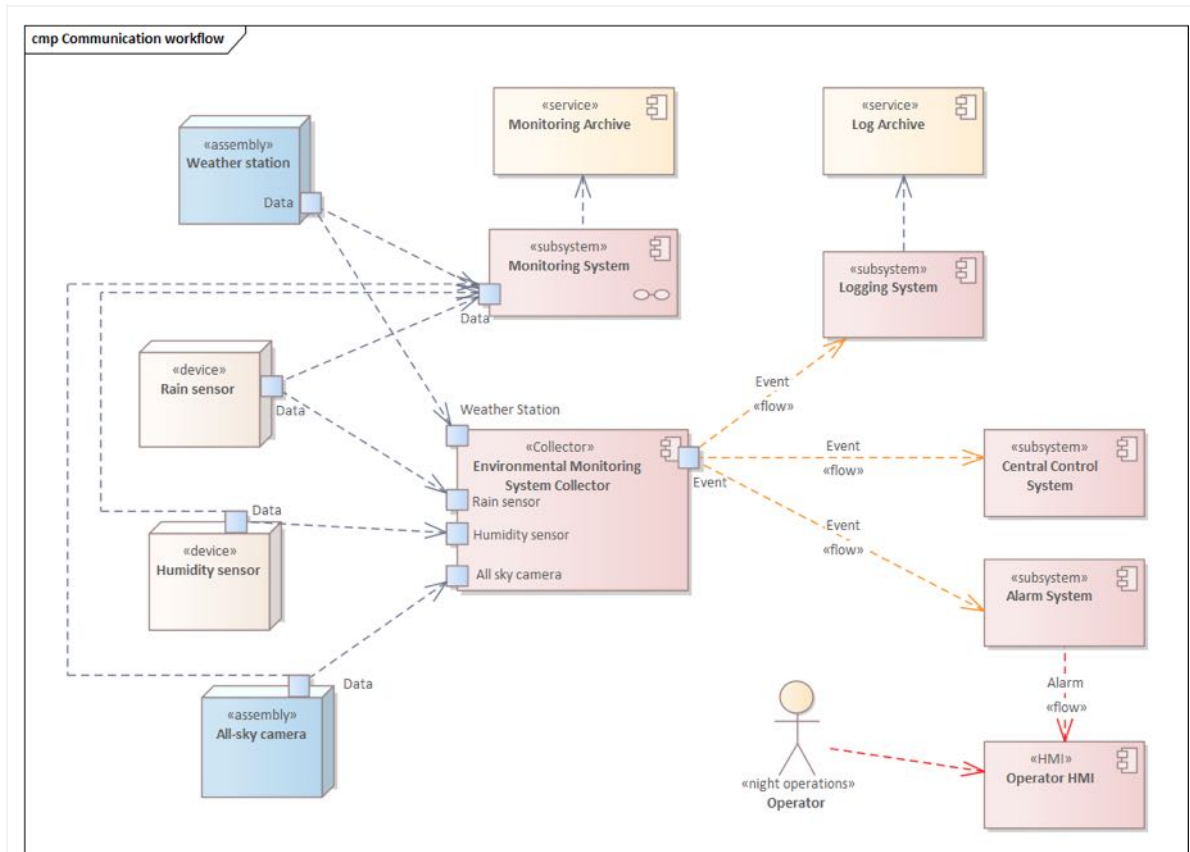 cmp Communication workflow
«service»
Monitoring Archive
«service»
Log Archive
«assembly»
Weather station
Data
«subsystem»
Monitoring System
Data
«subsystem»
Logging System
«device»
Rain sensor
Data
Event
«flow»
Weather Station
«Collector»
Environmental Monitoring
System Collector
Rain sensor
Humidity sensor
All sky camera
Event
Event
«flow»
«subsystem»
Central Control
System
Data
«device»
Humidity sensor
Event
«flow»
«subsystem»
Alarm System
Data
«assembly»
All-sky camera
Alarm
«flow»
«night operations»
Operator
«HMI»
Operator HMI